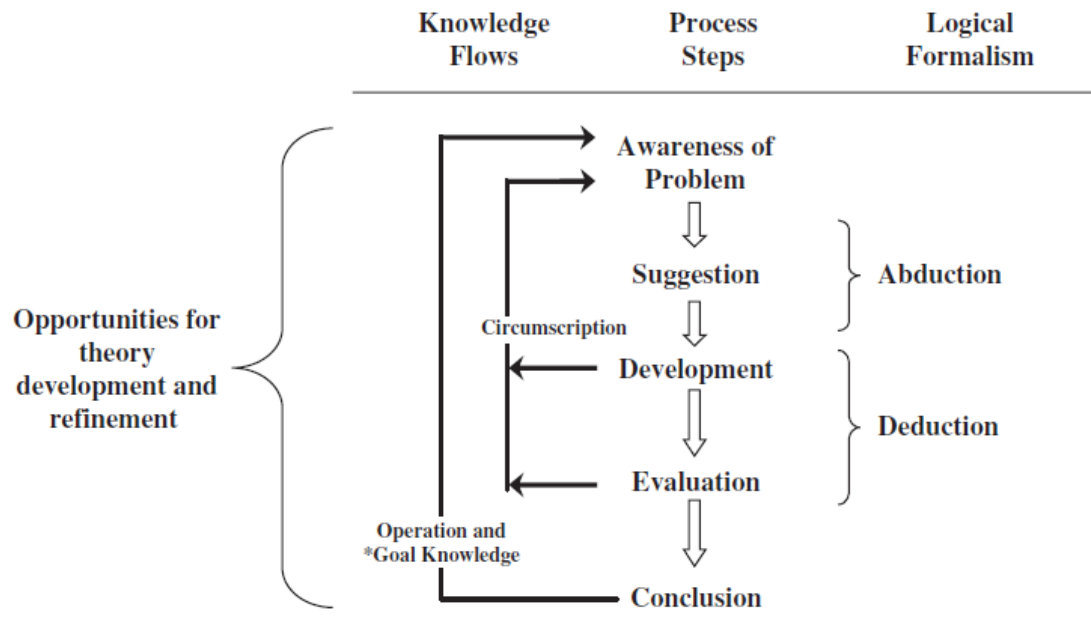 Knowledge
Flows
Process
Steps
Logical
Formalism
Awareness of
Problem
Suggestion
Abduction
Circumscription
Opportunities for
theory
development and
refinement
Development
Deduction
Evaluation
Operation and
*Goal Knowledge
Conclusion